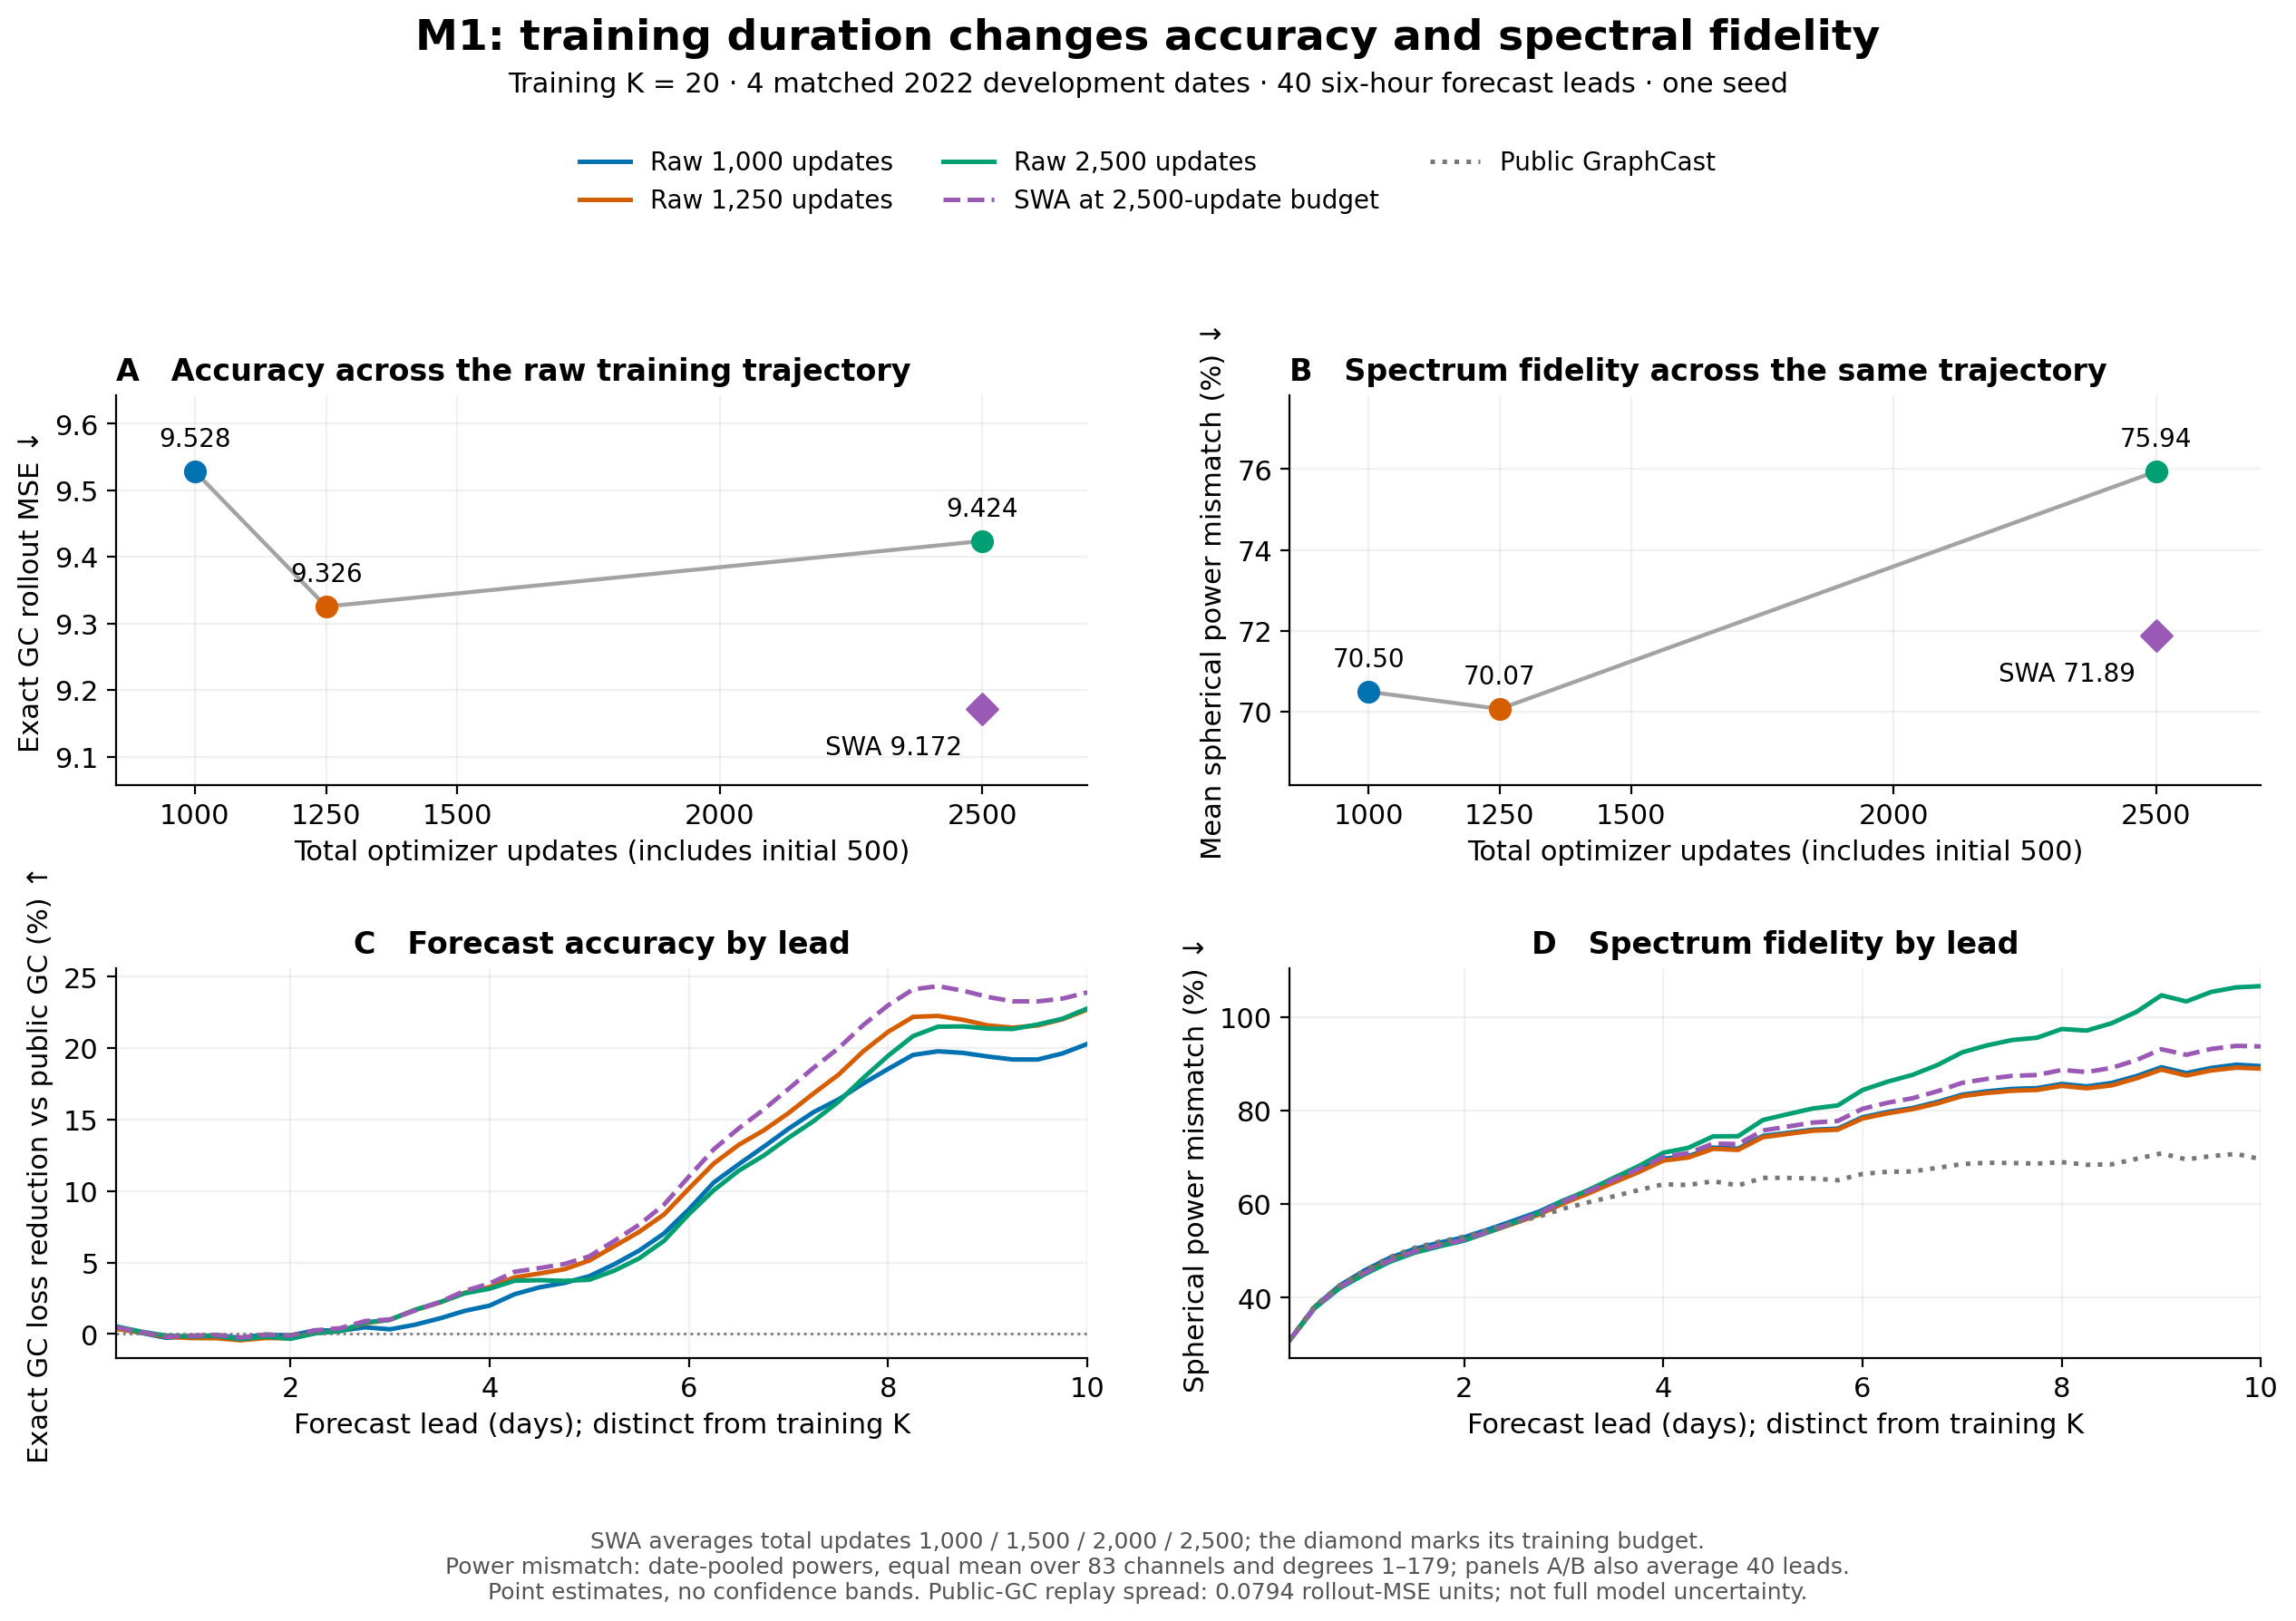 M1: training duration changes accuracy and spectral fidelity
Training K = 20 · 4 matched 2022 development dates · 40 six-hour forecast leads · one seed
Raw 1,000 updates
Raw 1,250 updates
Raw 2,500 updates
SWA at 2,500-update budget
Public GraphCast
A Accuracy across the raw training trajectory
Exact GC rollout MSE ↓
9.6
9.5
9.4
9.3
9.2
9.1
9.528
9.326
9.424
SWA 9.172
1000
1250
1500
2000
2500
Total optimizer updates (includes initial 500)
B Spectrum fidelity across the same trajectory
Mean spherical power mismatch (%) ↓
76
74
72
70
70.50
70.07
75.94
SWA 71.89
1000
1250
1500
2000
2500
Total optimizer updates (includes initial 500)
C Forecast accuracy by lead
Exact GC loss reduction vs public GC (%) ↑
25
20
15
10
5
0
2
4
6
8
10
Forecast lead (days); distinct from training K
D Spectrum fidelity by lead
Spherical power mismatch (%) ↓
100
80
60
40
2
4
6
8
10
Forecast lead (days); distinct from training K
SWA averages total updates 1,000 / 1,500 / 2,000 / 2,500; the diamond marks its training budget.
Power mismatch: date-pooled powers, equal mean over 83 channels and degrees 1–179; panels A/B also average 40 leads.
Point estimates, no confidence bands. Public-GC replay spread: 0.0794 rollout-MSE units; not full model uncertainty.